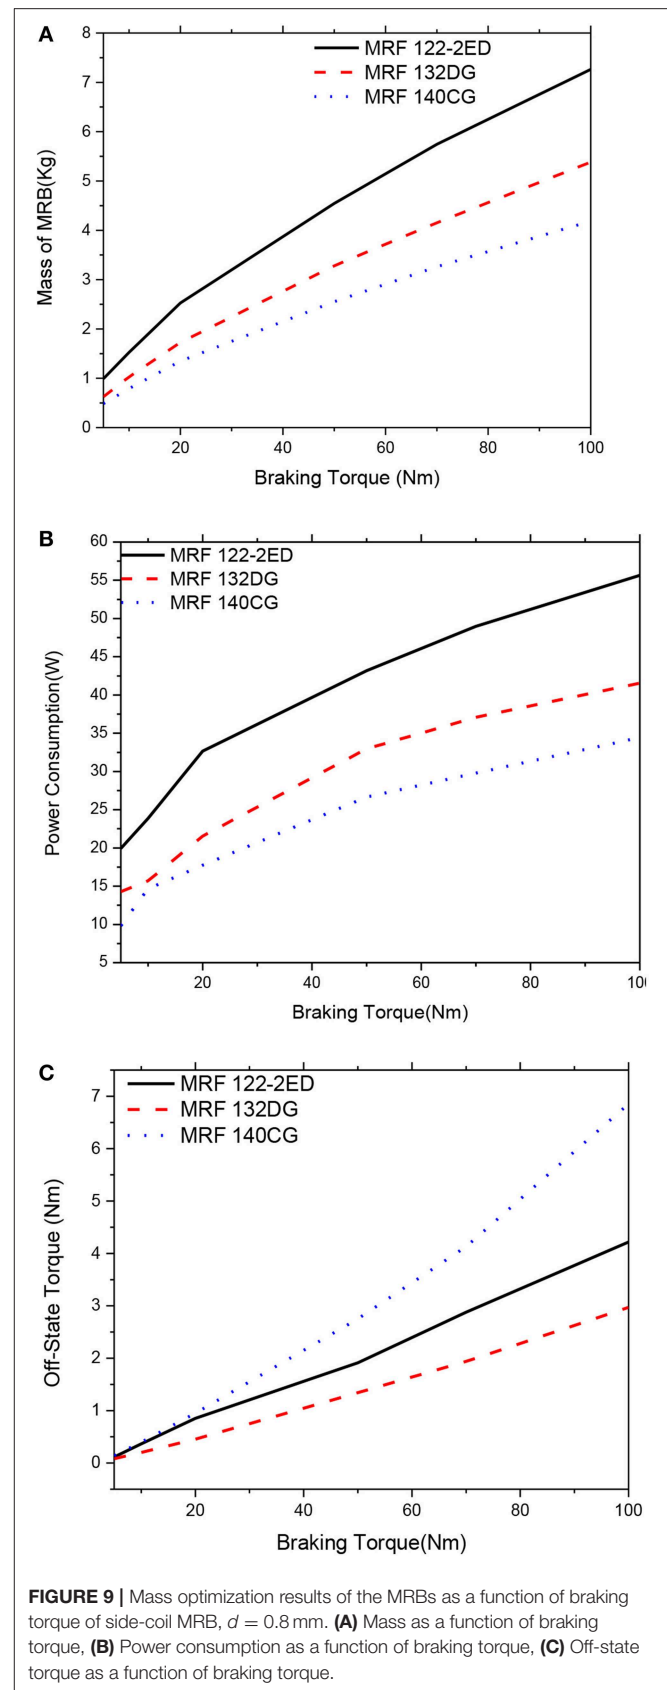 A
8
7
6
5
4
3
2
1
0
Mass of MRB(Kg)
MRF 122-2ED
MRF 132DG
MRF 140CG
20 40 60 80 100
Braking Torque (Nm)
B
60
55
50
45
40
35
30
25
20
15
10
5
Power Consumption(W)
MRF 122-2ED
MRF 132DG
MRF 140CG
20 40 60 80 10
Braking Torque(Nm)
C
7
6
5
4
3
2
1
0
Off-State Torque (Nm)
MRF 122-2ED
MRF 132DG
MRF 140CG
20 40 60 80 100
Braking Torque(Nm)
FIGURE 9 | Mass optimization results of the MRBs as a function of braking
torque of side-coil MRB, d = 0.8 mm. (A) Mass as a function of braking
torque, (B) Power consumption as a function of braking torque, (C) Off-state
torque as a function of braking torque.